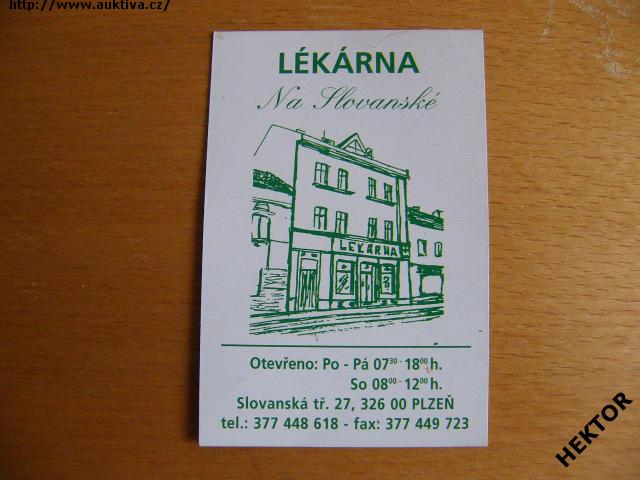 http://www.auktiva.cz/
LÉKÁRNA
Na Slovanské
LEKÁRNA
Otevřeno: Po - Pá 07³⁰ - 18⁰⁰ h.
So 08⁰⁰ - 12⁰⁰ h.
Slovanská tř. 27, 326 00 PLZEŇ
tel.: 377 448 618 - fax: 377 449 723
HEKTOR